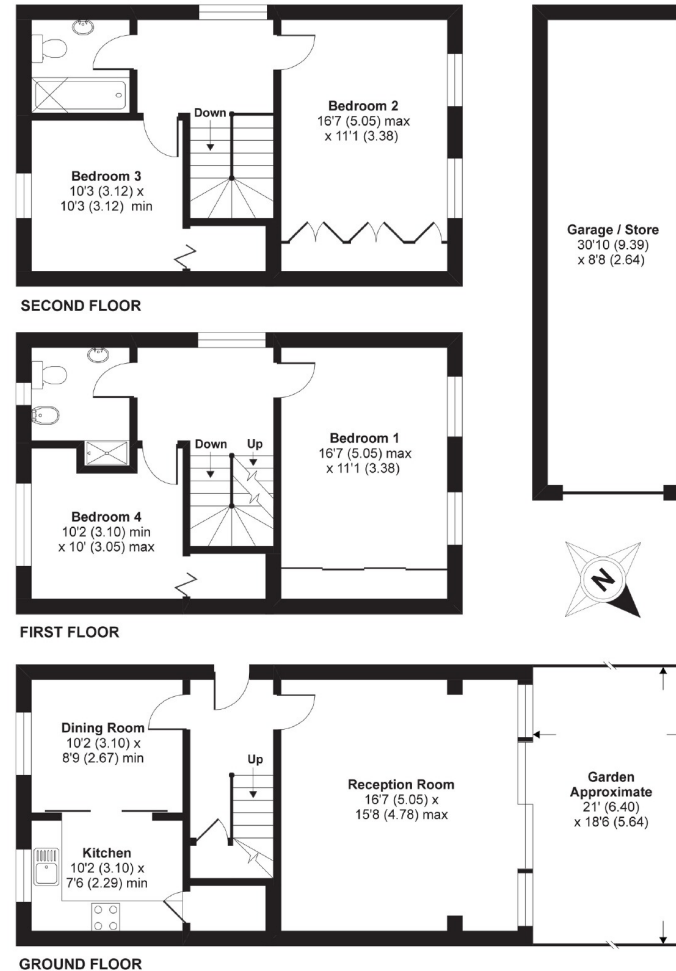 Down
Bedroom 2
16'7 (5.05) max
x 11'1 (3.38)
Bedroom 3
10'3 (3.12) x
10'3 (3.12) min
SECOND FLOOR
Garage / Store
30'10 (9.39)
x 8'8 (2.64)
Down
Up
Bedroom 1
16'7 (5.05) max
x 11'1 (3.38)
Bedroom 4
10'2 (3.10) min
x 10' (3.05) max
FIRST FLOOR
N
Dining Room
10'2 (3.10) x
8'9 (2.67) min
Up
Reception Room
16'7 (5.05) x
15'8 (4.78) max
Garden
Approximate
21' (6.40)
x 18'6 (5.64)
Kitchen
10'2 (3.10) x
7'6 (2.29) min
GROUND FLOOR